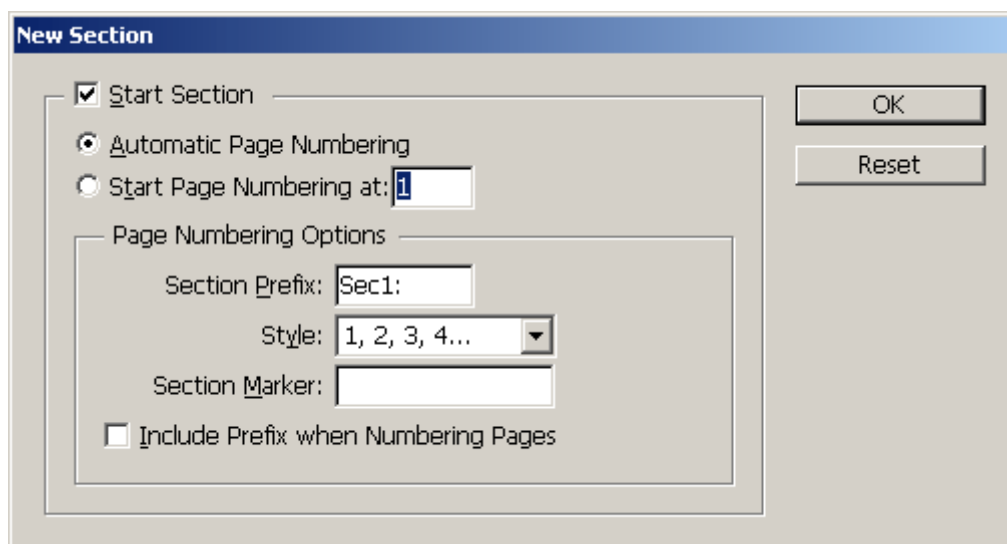 New Section
Start Section
OK
Automatic Page Numbering
Reset
Start Page Numbering at: 1
Page Numbering Options
Section Prefix: Sec1:
Style: 1, 2, 3, 4...
Section Marker:
Include Prefix when Numbering Pages